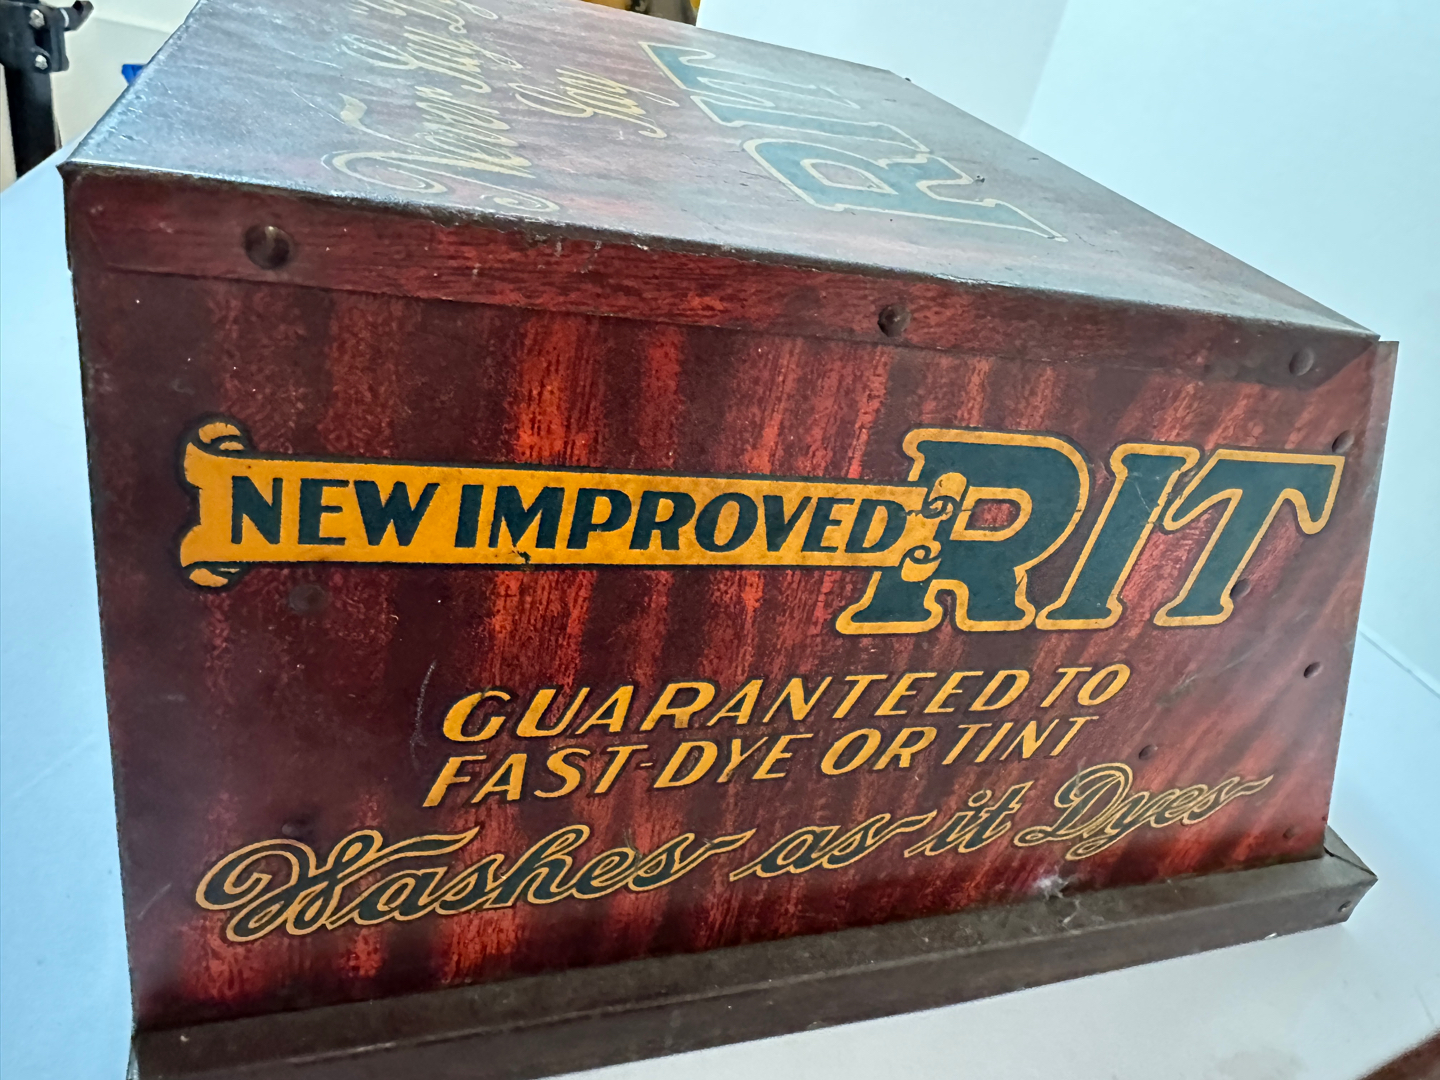 Never Say Dye
Say
RIT
NEW IMPROVED RIT
GUARANTEED TO
FAST-DYE OR TINT
Washes as it Dyes